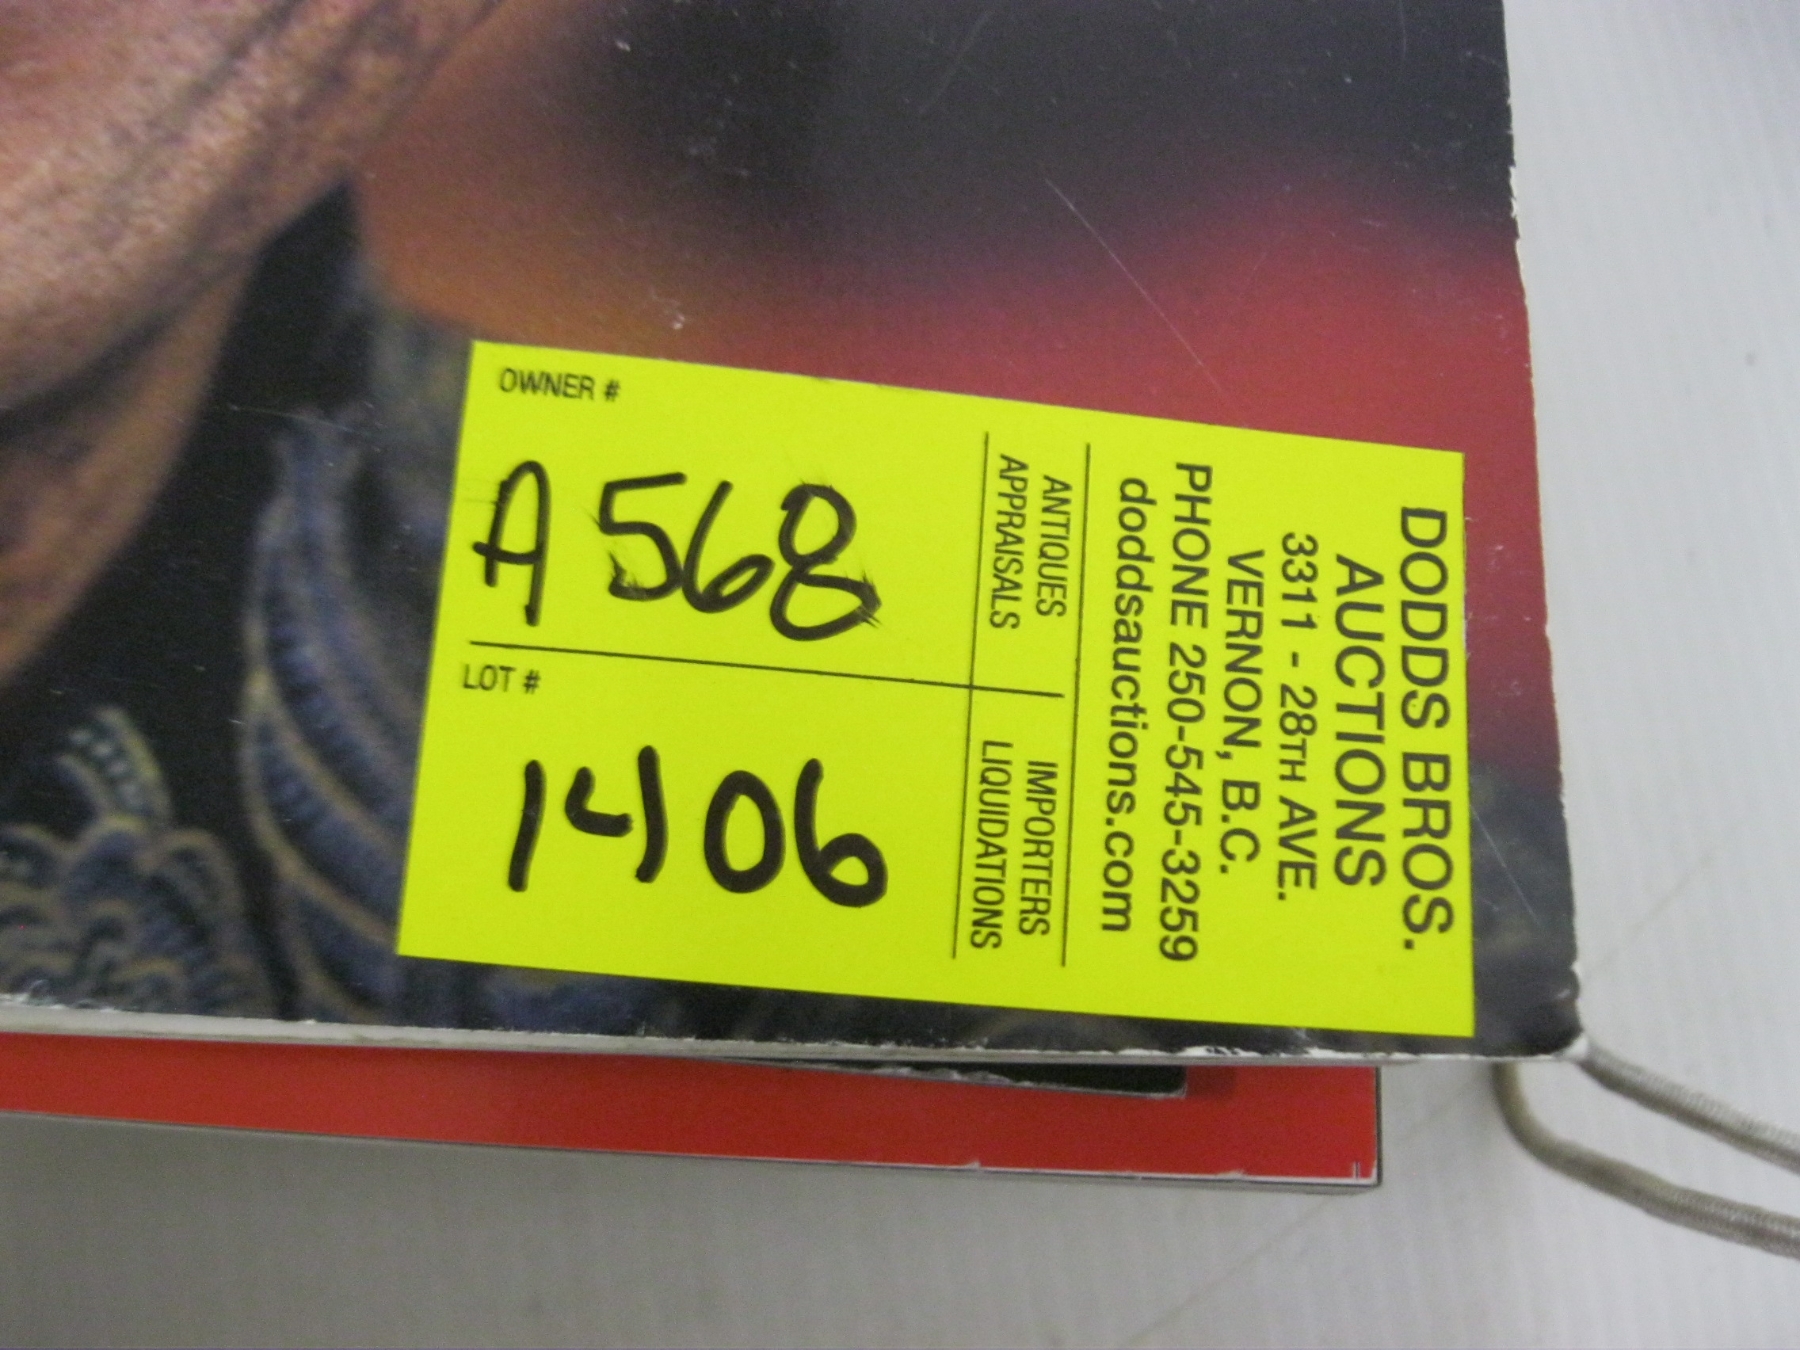 OWNER #
A568
LOT #
1406
ANTIQUES
APPRAISALS
IMPORTERS
LIQUIDATIONS
DODDS BROS.
AUCTIONS
3311 - 28TH AVE.
VERNON, B.C.
PHONE 250-545-3259
doddsauctions.com